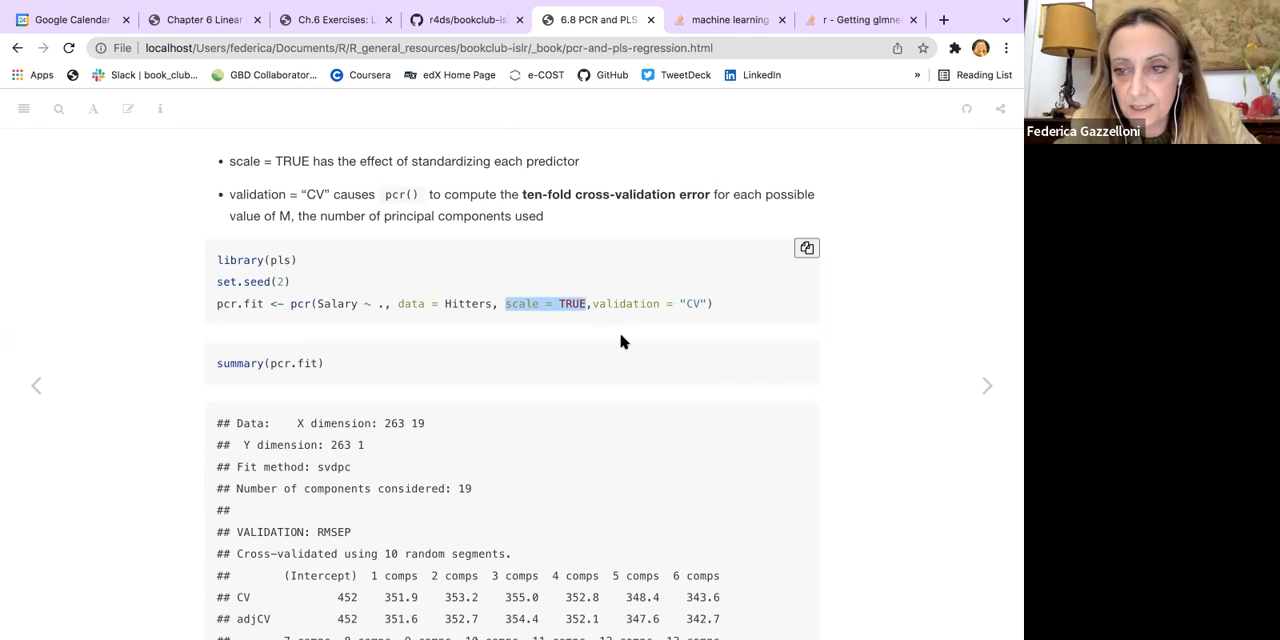 Google Calendar
Chapter 6 Linear
Ch.6 Exercises: L
r4ds/bookclub-is
6.8 PCR and PLS
machine learning
r - Getting glmne
File
localhost/Users/federica/Documents/R/R_general_resources/bookclub-islr/_book/pcr-and-pls-regression.html
Apps
Slack | book_club...
GBD Collaborator...
Coursera
edX Home Page
e-COST
GitHub
TweetDeck
LinkedIn
»
Reading List
Federica Gazzelloni
• scale = TRUE has the effect of standardizing each predictor
• validation = “CV” causes pcr() to compute the ten-fold cross-validation error for each possible
value of M, the number of principal components used
library(pls)
set.seed(2)
pcr.fit <- pcr(Salary ~ ., data = Hitters, scale = TRUE,validation = "CV")
summary(pcr.fit)
## Data:    X dimension: 263 19
##  Y dimension: 263 1
## Fit method: svdpc
## Number of components considered: 19
##
## VALIDATION: RMSEP
## Cross-validated using 10 random segments.
##        (Intercept)  1 comps  2 comps  3 comps  4 comps  5 comps  6 comps
## CV             452    351.9    353.2    355.0    352.8    348.4    343.6
## adjCV          452    351.6    352.7    354.4    352.1    347.6    342.7